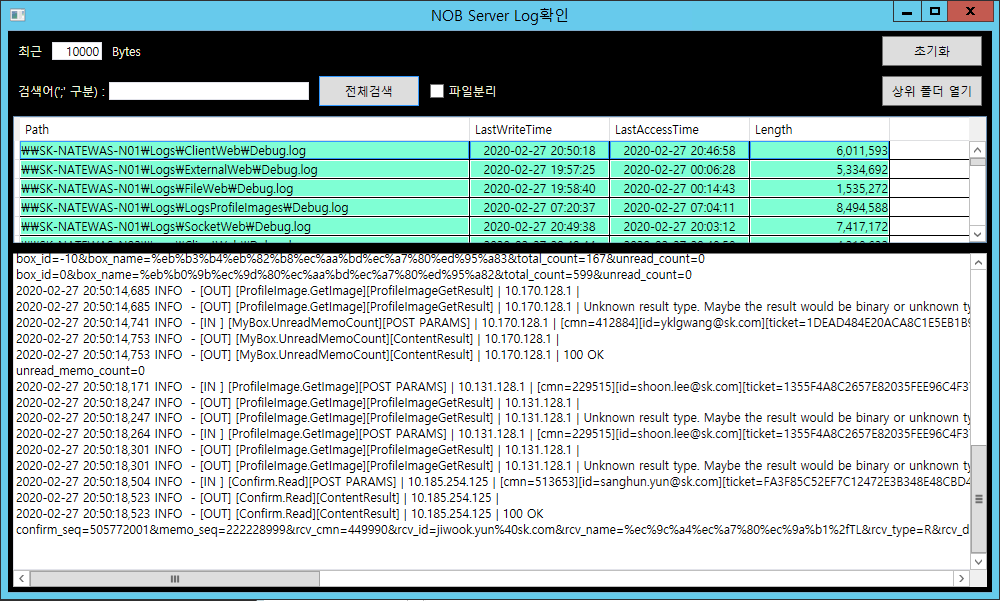 NOB Server Log확인
최근 10000 Bytes 초기화
검색어(';' 구분) : 전체검색 파일분리 상위 폴더 열기
Path LastWriteTime LastAccessTime Length
₩₩SK-NATEWAS-N01₩Logs₩ClientWeb₩Debug.log 2020-02-27 20:50:18 2020-02-27 20:46:58 6,011,593
₩₩SK-NATEWAS-N01₩Logs₩ExternalWeb₩Debug.log 2020-02-27 19:57:25 2020-02-27 00:06:28 5,334,692
₩₩SK-NATEWAS-N01₩Logs₩FileWeb₩Debug.log 2020-02-27 19:58:40 2020-02-27 00:14:43 1,535,272
₩₩SK-NATEWAS-N01₩Logs₩LogsProfileImages₩Debug.log 2020-02-27 07:20:37 2020-02-27 07:04:11 8,494,588
₩₩SK-NATEWAS-N01₩Logs₩SocketWeb₩Debug.log 2020-02-27 20:49:38 2020-02-27 20:03:12 7,417,172
box_id=-10&box_name=%eb%b3%b4%eb%82%b8%ec%aa%bd%ec%a7%80%ed%95%a83&total_count=167&unread_count=0
box_id=0&box_name=%eb%b0%9b%ec%9d%80%ec%aa%bd%ec%a7%80%ed%95%a82&total_count=599&unread_count=0
2020-02-27 20:50:14,685 INFO - [OUT] [ProfileImage.GetImage][ProfileImageGetResult] | 10.170.128.1 |
2020-02-27 20:50:14,685 INFO - [OUT] [ProfileImage.GetImage][ProfileImageGetResult] | 10.170.128.1 | Unknown result type. Maybe the result would be binary or unknown ty
2020-02-27 20:50:14,741 INFO - [IN ] [MyBox.UnreadMemoCount][POST PARAMS] | 10.170.128.1 | [cmn=412884][id=yklgwang@sk.com][ticket=1DEAD484E20ACA8C1E5EB1B9
2020-02-27 20:50:14,753 INFO - [OUT] [MyBox.UnreadMemoCount][ContentResult] | 10.170.128.1 |
2020-02-27 20:50:14,753 INFO - [OUT] [MyBox.UnreadMemoCount][ContentResult] | 10.170.128.1 | 100 OK
unread_memo_count=0
2020-02-27 20:50:18,171 INFO - [IN ] [ProfileImage.GetImage][POST PARAMS] | 10.131.128.1 | [cmn=229515][id=shoon.lee@sk.com][ticket=1355F4A8C2657E82035FEE96C4F3
2020-02-27 20:50:18,247 INFO - [OUT] [ProfileImage.GetImage][ProfileImageGetResult] | 10.131.128.1 |
2020-02-27 20:50:18,247 INFO - [OUT] [ProfileImage.GetImage][ProfileImageGetResult] | 10.131.128.1 | Unknown result type. Maybe the result would be binary or unknown ty
2020-02-27 20:50:18,264 INFO - [IN ] [ProfileImage.GetImage][POST PARAMS] | 10.131.128.1 | [cmn=229515][id=shoon.lee@sk.com][ticket=1355F4A8C2657E82035FEE96C4F3
2020-02-27 20:50:18,301 INFO - [OUT] [ProfileImage.GetImage][ProfileImageGetResult] | 10.131.128.1 |
2020-02-27 20:50:18,301 INFO - [OUT] [ProfileImage.GetImage][ProfileImageGetResult] | 10.131.128.1 | Unknown result type. Maybe the result would be binary or unknown ty
2020-02-27 20:50:18,504 INFO - [IN ] [Confirm.Read][POST PARAMS] | 10.185.254.125 | [cmn=513653][id=sanghun.yun@sk.com][ticket=FA3F85C52EF7C12472E3B348E48CBD4
2020-02-27 20:50:18,523 INFO - [OUT] [Confirm.Read][ContentResult] | 10.185.254.125 |
2020-02-27 20:50:18,523 INFO - [OUT] [Confirm.Read][ContentResult] | 10.185.254.125 | 100 OK
confirm_seq=505772001&memo_seq=222228999&rcv_cmn=449990&rcv_id=jiwook.yun%40sk.com&rcv_name=%ec%9c%a4%ec%a7%80%ec%9a%b1%2fTL&rcv_type=R&rcv_d